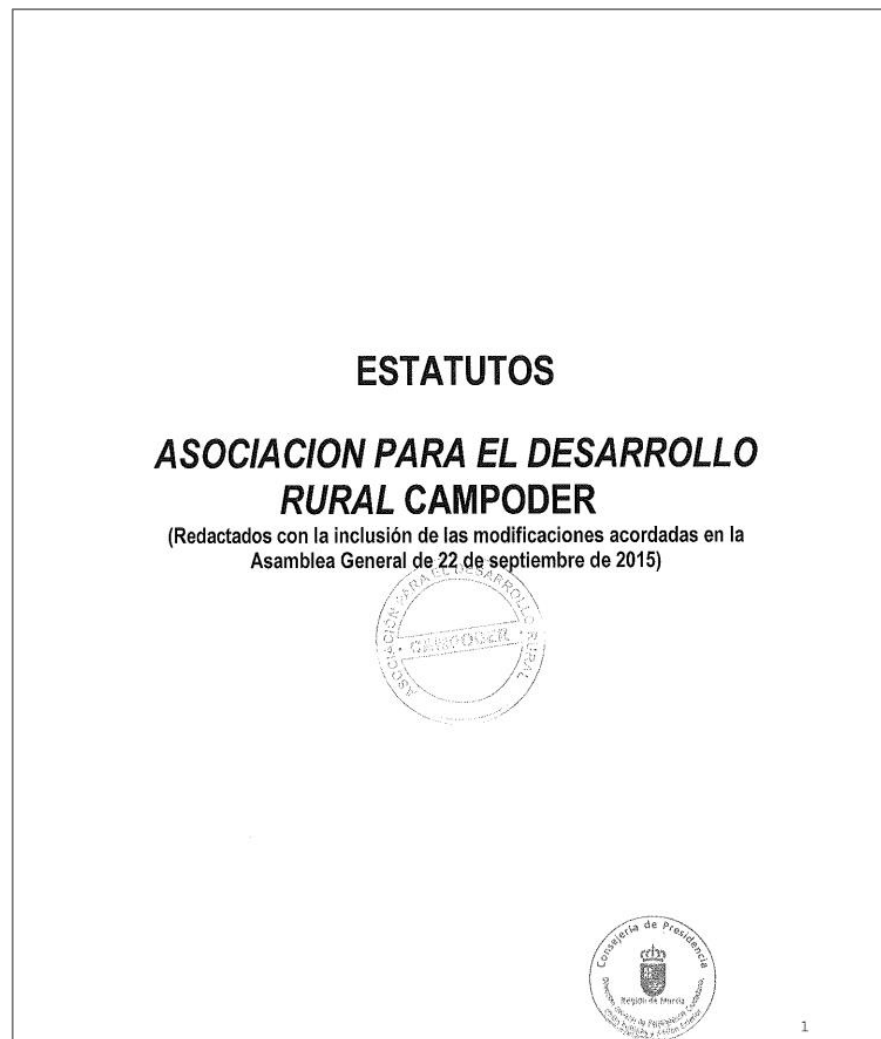 ESTATUTOS
ASOCIACION PARA EL DESARROLLO
RURAL CAMPODER
(Redactados con la inclusión de las modificaciones acordadas en la
Asamblea General de 22 de septiembre de 2015)
ASOCIACIÓN PARA EL DESARROLLO RURAL
· CAMPODER ·
Consejería de Presidencia
Región de Murcia
1